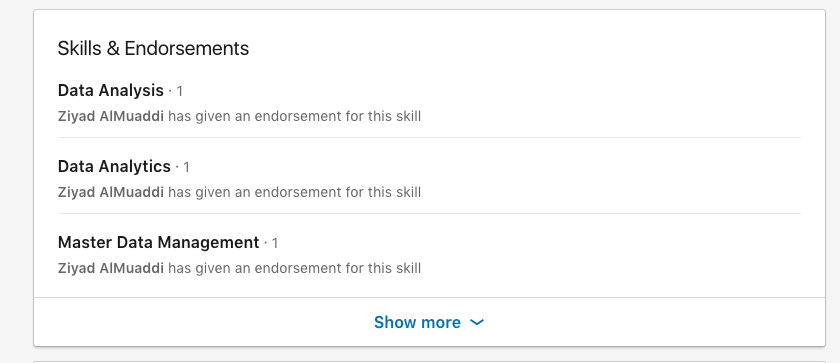 Skills & Endorsements
Data Analysis · 1
Ziyad AlMuaddi has given an endorsement for this skill
Data Analytics · 1
Ziyad AlMuaddi has given an endorsement for this skill
Master Data Management · 1
Ziyad AlMuaddi has given an endorsement for this skill
Show more